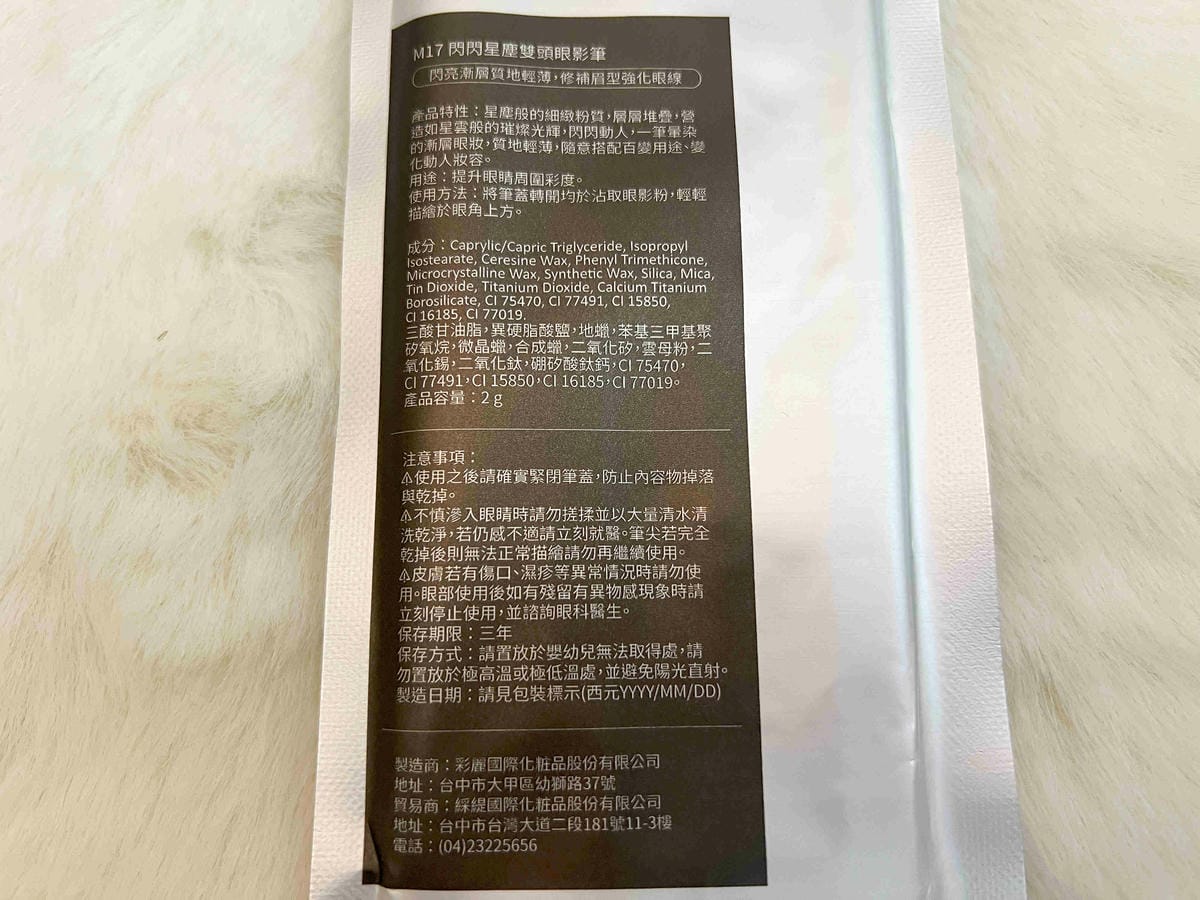 M17 閃閃星塵雙頭眼影筆
閃亮漸層質地輕薄,修補眉型強化眼線
產品特性：星塵般的細緻粉質,層層堆疊,營
造如星雲般的璀燦光輝,閃閃動人,一筆暈染
的漸層眼妝,質地輕薄,隨意搭配百變用途、變
化動人妝容。
用途：提升眼睛周圍彩度。
使用方法：將筆蓋轉開均於沾取眼影粉,輕輕
描繪於眼角上方。
成分：Caprylic/Capric Triglyceride, Isopropyl
Isostearate, Ceresine Wax, Phenyl Trimethicone,
Microcrystalline Wax, Synthetic Wax, Silica, Mica,
Tin Dioxide, Titanium Dioxide, Calcium Titanium
Borosilicate, CI 75470, CI 77491, CI 15850,
CI 16185, CI 77019.
三酸甘油脂,異硬脂酸鹽,地蠟,苯基三甲基聚
矽氧烷,微晶蠟,合成蠟,二氧化矽,雲母粉,二
氧化錫,二氧化鈦,硼矽酸鈦鈣,CI 75470,
CI 77491,CI 15850,CI 16185,CI 77019。
產品容量：2 g
注意事項：
⚠使用之後請確實緊閉筆蓋,防止內容物掉落
與乾掉。
⚠不慎滲入眼睛時請勿搓揉並以大量清水清
洗乾淨,若仍感不適請立刻就醫。筆尖若完全
乾掉後則無法正常描繪請勿再繼續使用。
⚠皮膚若有傷口、濕疹等異常情況時請勿使
用。眼部使用後如有殘留有異物感現象時請
立刻停止使用,並諮詢眼科醫生。
保存期限：三年
保存方式：請置放於嬰幼兒無法取得處,請
勿置放於極高溫或極低溫處,並避免陽光直射。
製造日期：請見包裝標示(西元YYYY/MM/DD)
製造商：彩麗國際化粧品股份有限公司
地址：台中市大甲區幼獅路37號
貿易商：綵緹國際化粧品股份有限公司
地址：台中市台灣大道二段181號11-3樓
電話：(04)23225656